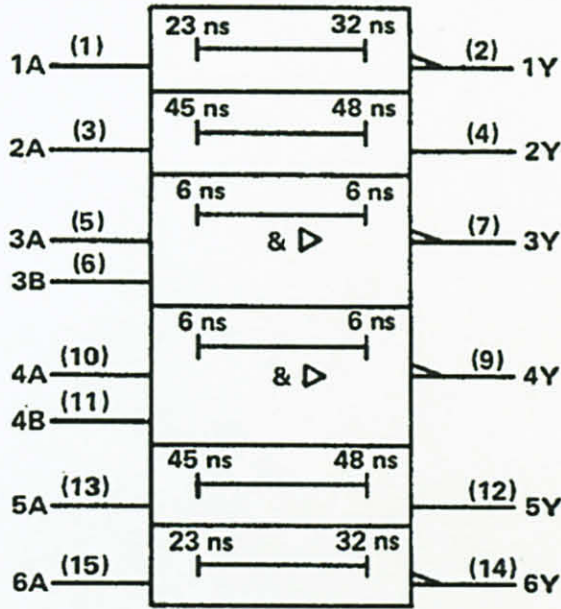 23 ns 32 ns
1A (1) (2) 1Y
45 ns 48 ns
2A (3) (4) 2Y
6 ns 6 ns
3A (5) & (7) 3Y
3B (6)
6 ns 6 ns
4A (10) & (9) 4Y
4B (11)
45 ns 48 ns
5A (13) (12) 5Y
23 ns 32 ns
6A (15) (14) 6Y